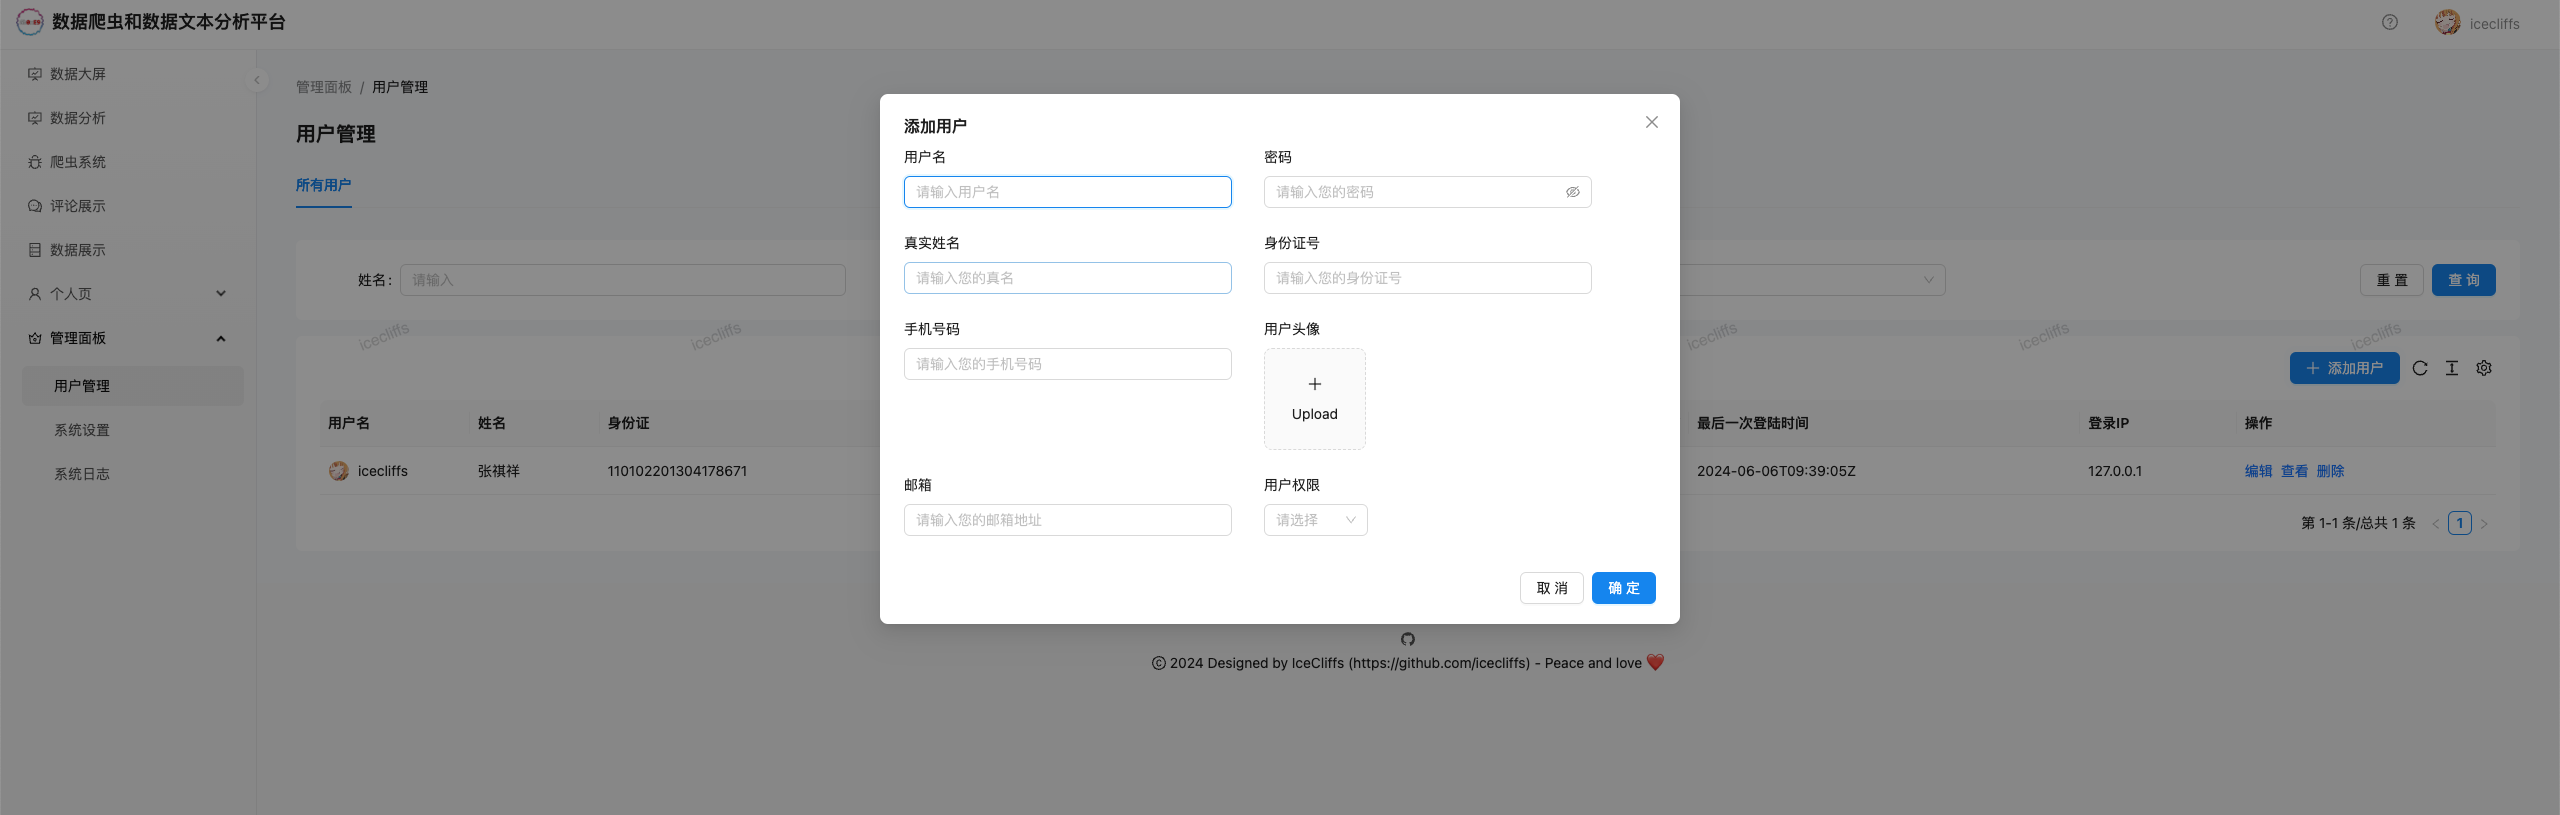 数据爬虫和数据文本分析平台
icecliffs
数据大屏
数据分析
爬虫系统
评论展示
数据展示
个人页
管理面板
用户管理
系统设置
系统日志
管理面板 / 用户管理
用户管理
所有用户
姓名: 请输入
重 置 查 询
icecliffs icecliffs icecliffs icecliffs icecliffs
添加用户
用户名 姓名 身份证 最后一次登陆时间 登录IP 操作
icecliffs 张祺祥 110102201304178671 2024-06-06T09:39:05Z 127.0.0.1 编辑 查看 删除
第 1-1 条/总共 1 条 < 1 >
添加用户
用户名 密码
请输入用户名 请输入您的密码
真实姓名 身份证号
请输入您的真名 请输入您的身份证号
手机号码 用户头像
请输入您的手机号码
Upload
邮箱 用户权限
请输入您的邮箱地址 请选择
取 消 确 定
© 2024 Designed by IceCliffs (https://github.com/icecliffs) - Peace and love ❤️